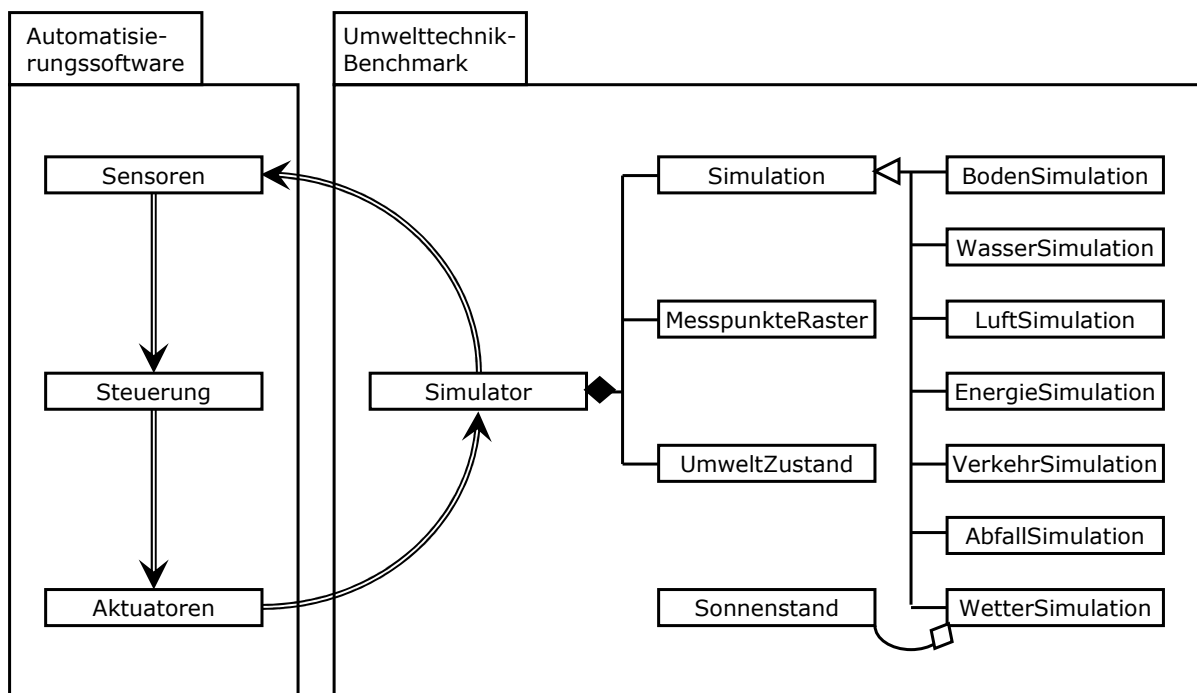 Automatisie-
rungssoftware
Umwelttechnik-
Benchmark
Sensoren
Simulation
BodenSimulation
WasserSimulation
MesspunkteRaster
LuftSimulation
Steuerung
Simulator
EnergieSimulation
UmweltZustand
VerkehrSimulation
AbfallSimulation
Aktuatoren
Sonnenstand
WetterSimulation